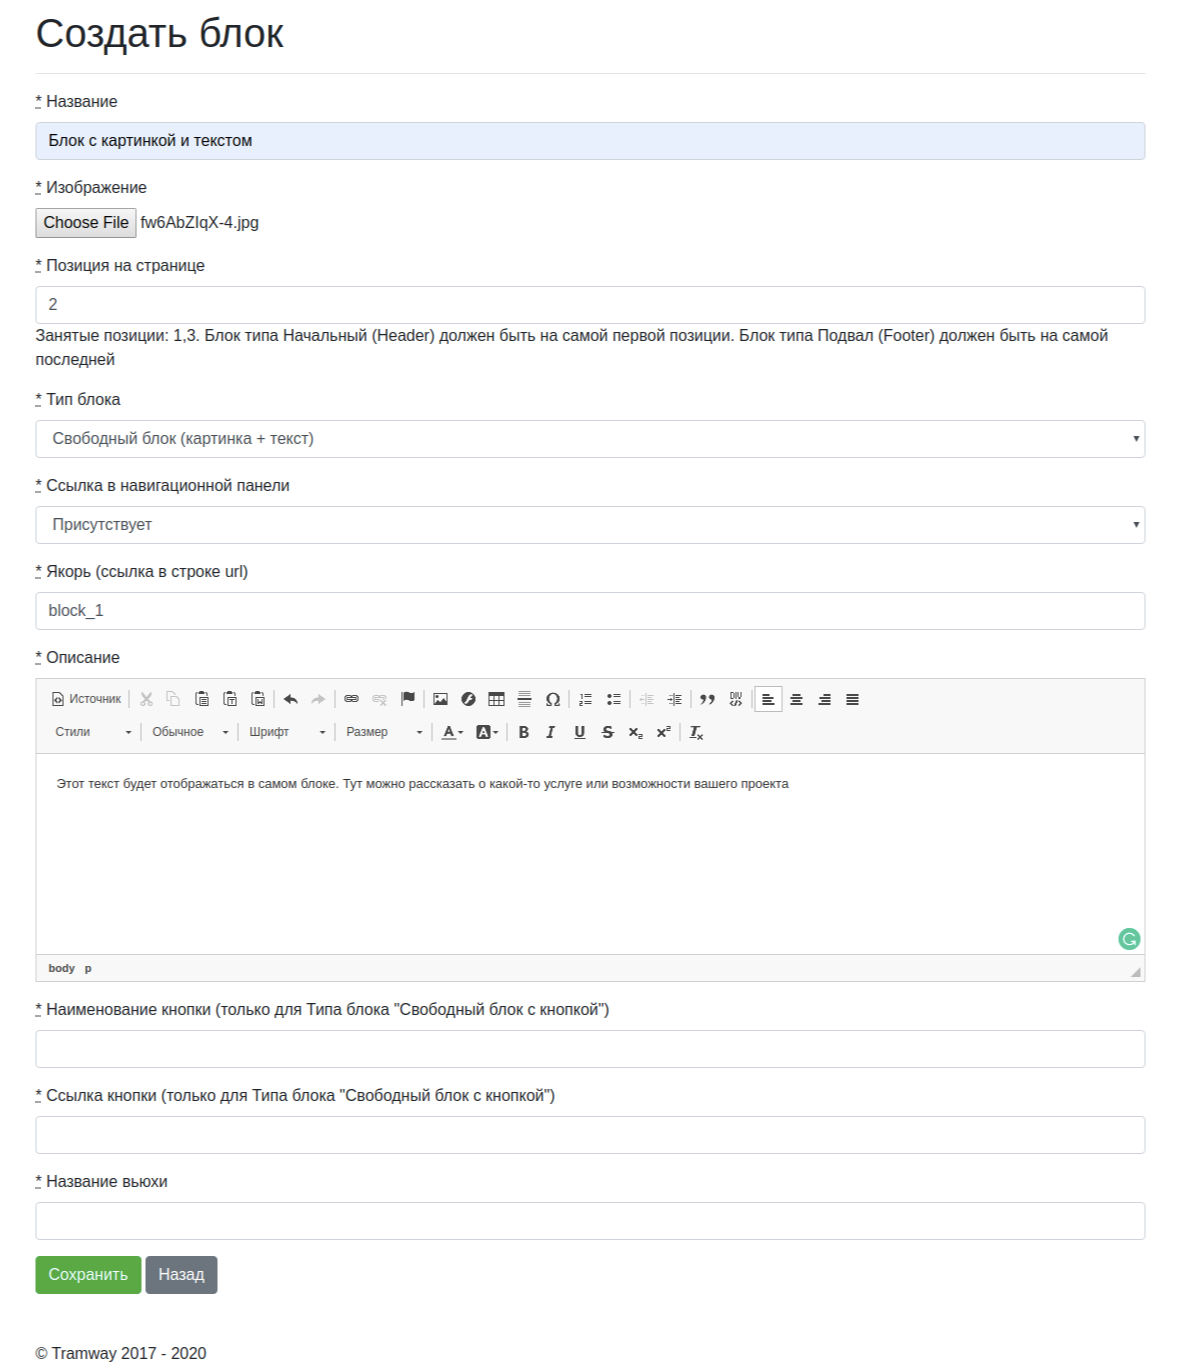 Создать блок
* Название
Блок с картинкой и текстом
* Изображение
Choose File fw6AbZIqX-4.jpg
* Позиция на странице
2
Занятые позиции: 1,3. Блок типа Начальный (Header) должен быть на самой первой позиции. Блок типа Подвал (Footer) должен быть на самой
последней
* Тип блока
Свободный блок (картинка + текст)
* Ссылка в навигационной панели
Присутствует
* Якорь (ссылка в строке url)
block_1
* Описание
Источник
Стили Обычное Шрифт Размер
Этот текст будет отображаться в самом блоке. Тут можно рассказать о какой-то услуге или возможности вашего проекта
body p
* Наименование кнопки (только для Типа блока "Свободный блок с кнопкой")
* Ссылка кнопки (только для Типа блока "Свободный блок с кнопкой")
* Название вьюхи
Сохранить Назад
© Tramway 2017 - 2020